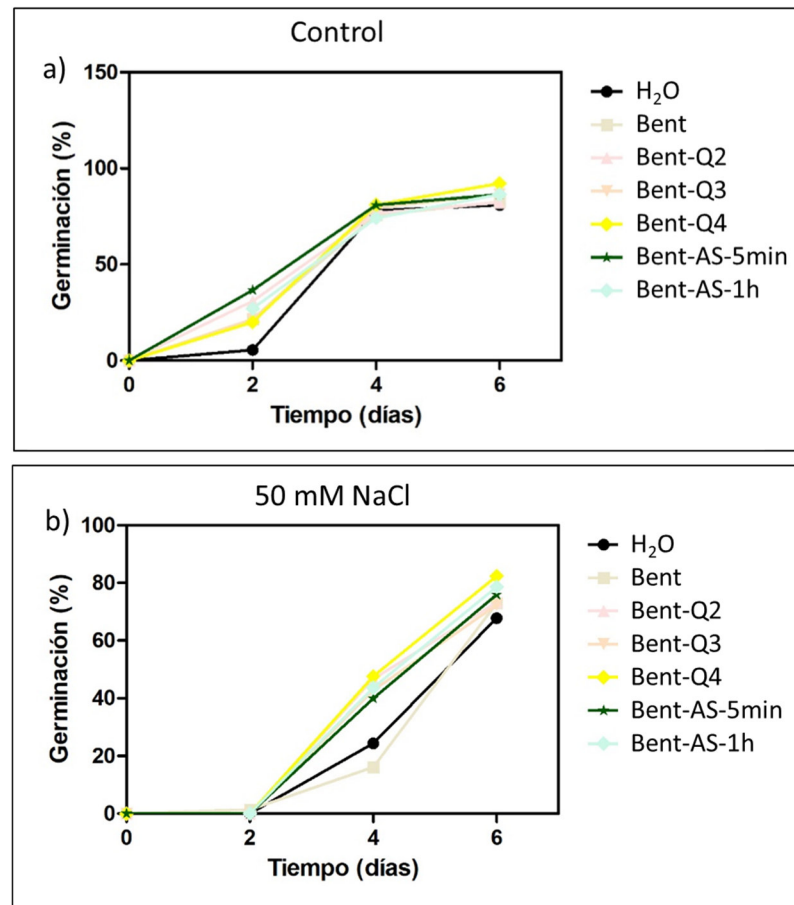 Control
a)
150
100
50
0
Germinación (%)
0 2 4 6
Tiempo (días)
H₂O
Bent
Bent-Q2
Bent-Q3
Bent-Q4
Bent-AS-5min
Bent-AS-1h
50 mM NaCl
b)
100
80
60
40
20
0
Germinación (%)
0 2 4 6
Tiempo (días)
H₂O
Bent
Bent-Q2
Bent-Q3
Bent-Q4
Bent-AS-5min
Bent-AS-1h